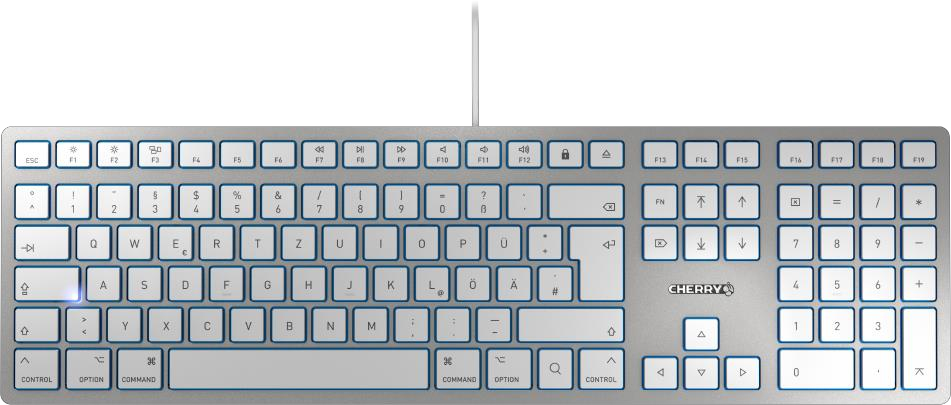 ESC F1 F2 F3 F4 F5 F6 F7 F8 F9 F10 F11 F12 F13 F14 F15 F16 F17 F18 F19
° ! " § $ % & / ( ) = ? `
^ 1 2 3 4 5 6 7 8 9 0 ß ´ FN = / *
Q W E € R T Z U I O P Ü * + 7 8 9 −
A S D F G H J K L @ Ö Ä ' # CHERRY 4 5 6 +
> < Y X C V B N M ; , : . — - 1 2 3
CONTROL OPTION COMMAND COMMAND OPTION CONTROL 0 ,